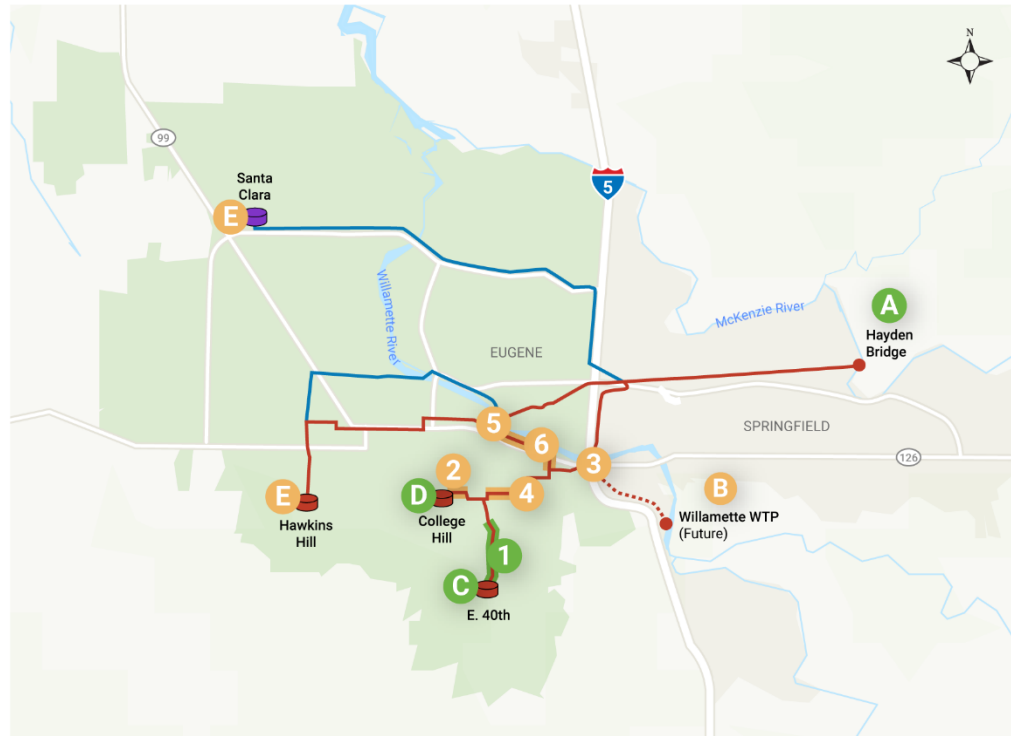 N
99
5
Santa
Clara
E
Willamette River
McKenzie River
A
Hayden
Bridge
EUGENE
SPRINGFIELD
5
6
3
126
2
4
B
E
D
Hawkins
Hill
College
Hill
Willamette WTP
(Future)
1
C
E. 40th